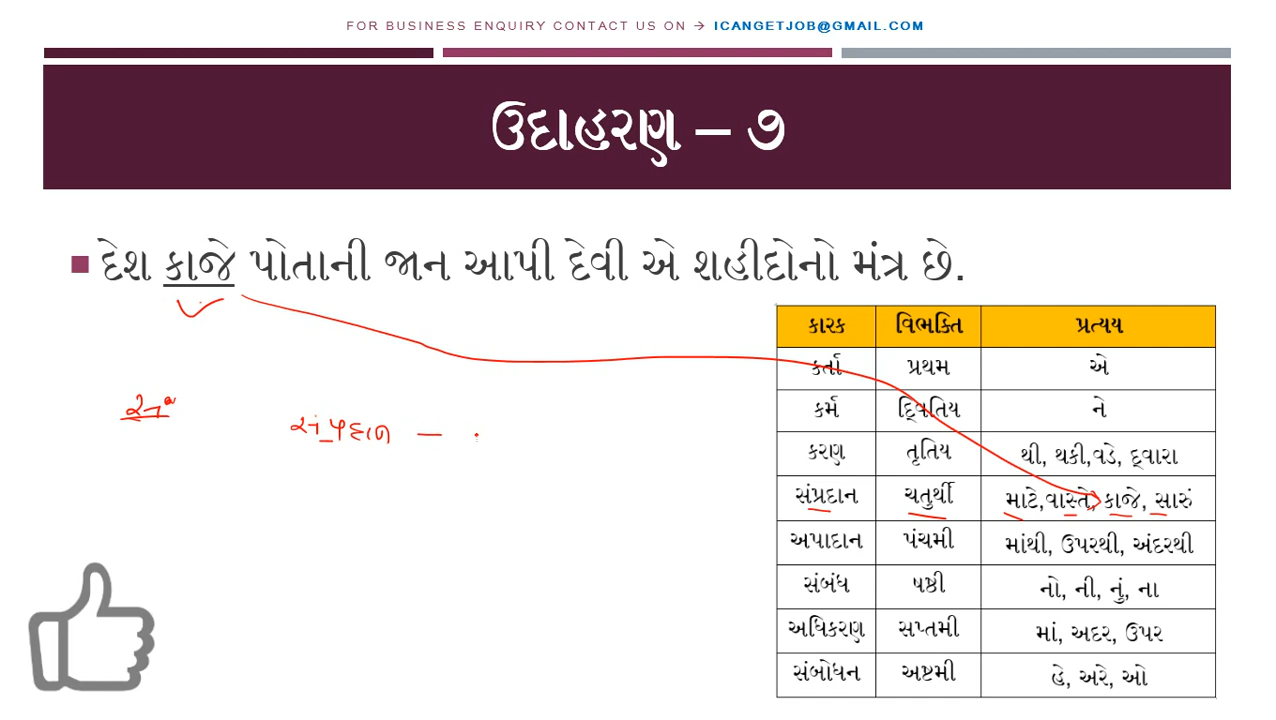 FOR BUSINESS ENQUIRY CONTACT US ON → ICANGETJOB@GMAIL.COM
ઉદાહરણ – ૭
દેશ કાજે પોતાની જાન આપી દેવી એ શહીદોનો મંત્ર છે.
કારક વિભક્તિ પ્રત્યય
કર્તા પ્રથમ એ
કર્મ દ્વિતિય ને
કરણ તૃતિય થી, થકી,વડે, દ્વારા
સંપ્રદાન ચતુર્થી માટે,વાસ્તે, કાજે, સારું
અપાદાન પંચમી માંથી, ઉપરથી, અંદરથી
સંબંધ ષષ્ઠી નો, ની, નું, ના
અધિકરણ સપ્તમી માં, અદર, ઉપર
સંબોધન અષ્ટમી હે, અરે, ઓ
સંપ્રદાન –